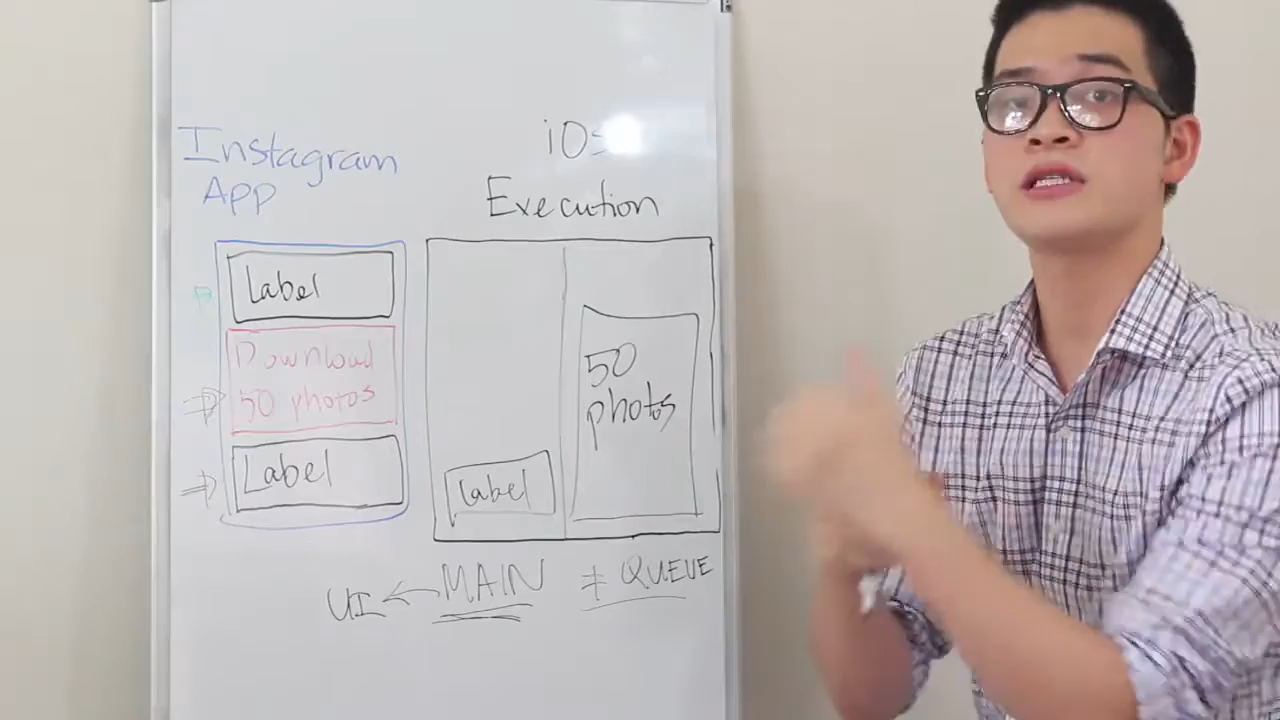 Instagram
App
Label
Download
50 photos
Label
iOS
Execution
50
photos
Label
UI ← MAIN ≠ QUEUE